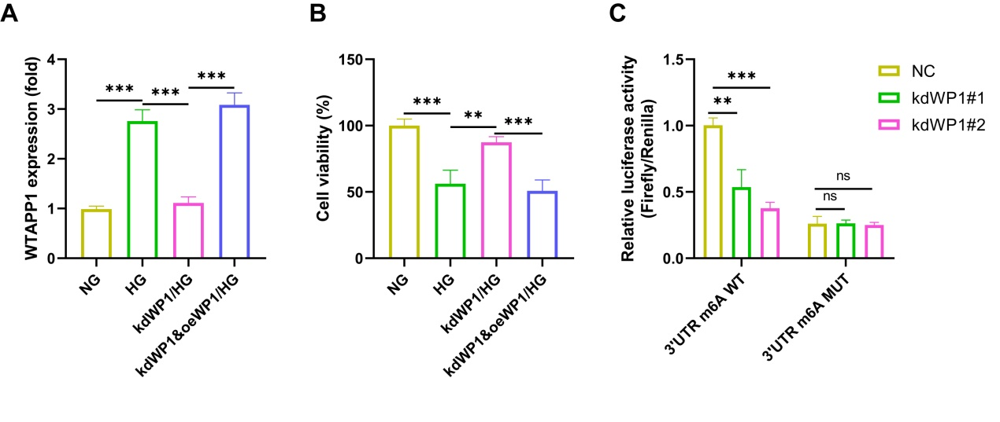 A
WTAPP1 expression (fold)
4
3
2
1
0
***
***
***
NG
HG
kdWP1/HG
kdWP1&oeWP1/HG
B
Cell viability (%)
150
100
50
0
***
**
***
NG
HG
kdWP1/HG
kdWP1&oeWP1/HG
C
Relative luciferase activity
(Firefly/Renilla)
1.5
1.0
0.5
0.0
***
**
ns
ns
3'UTR m6A WT
3'UTR m6A MUT
NC
kdWP1#1
kdWP1#2